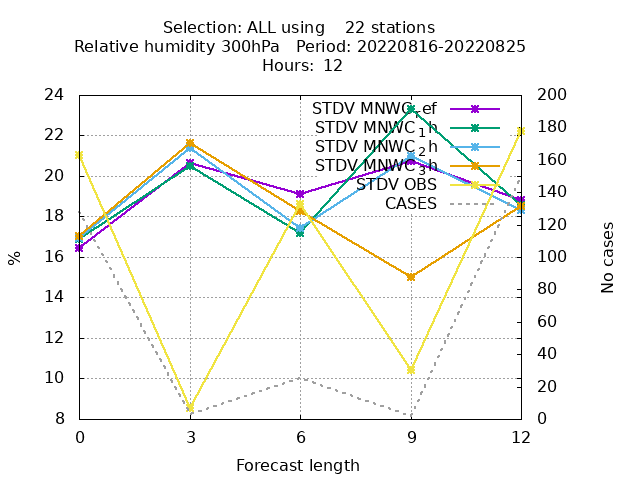 Selection: ALL using 22 stations
Relative humidity 300hPa Period: 20220816-20220825
Hours: 12
24
22
20
18
16
14
12
10
8
%
200
180
160
140
120
100
80
60
40
20
0
No cases
STDV MNWC_ref
STDV MNWC_1h
STDV MNWC_2h
STDV MNWC_3h
STDV OBS
CASES
0 3 6 9 12
Forecast length